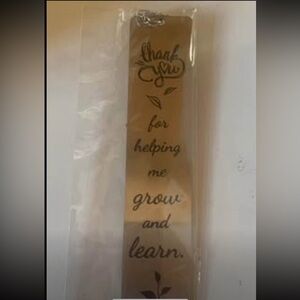 thank
you
for
helping
me
grow
and
learn.